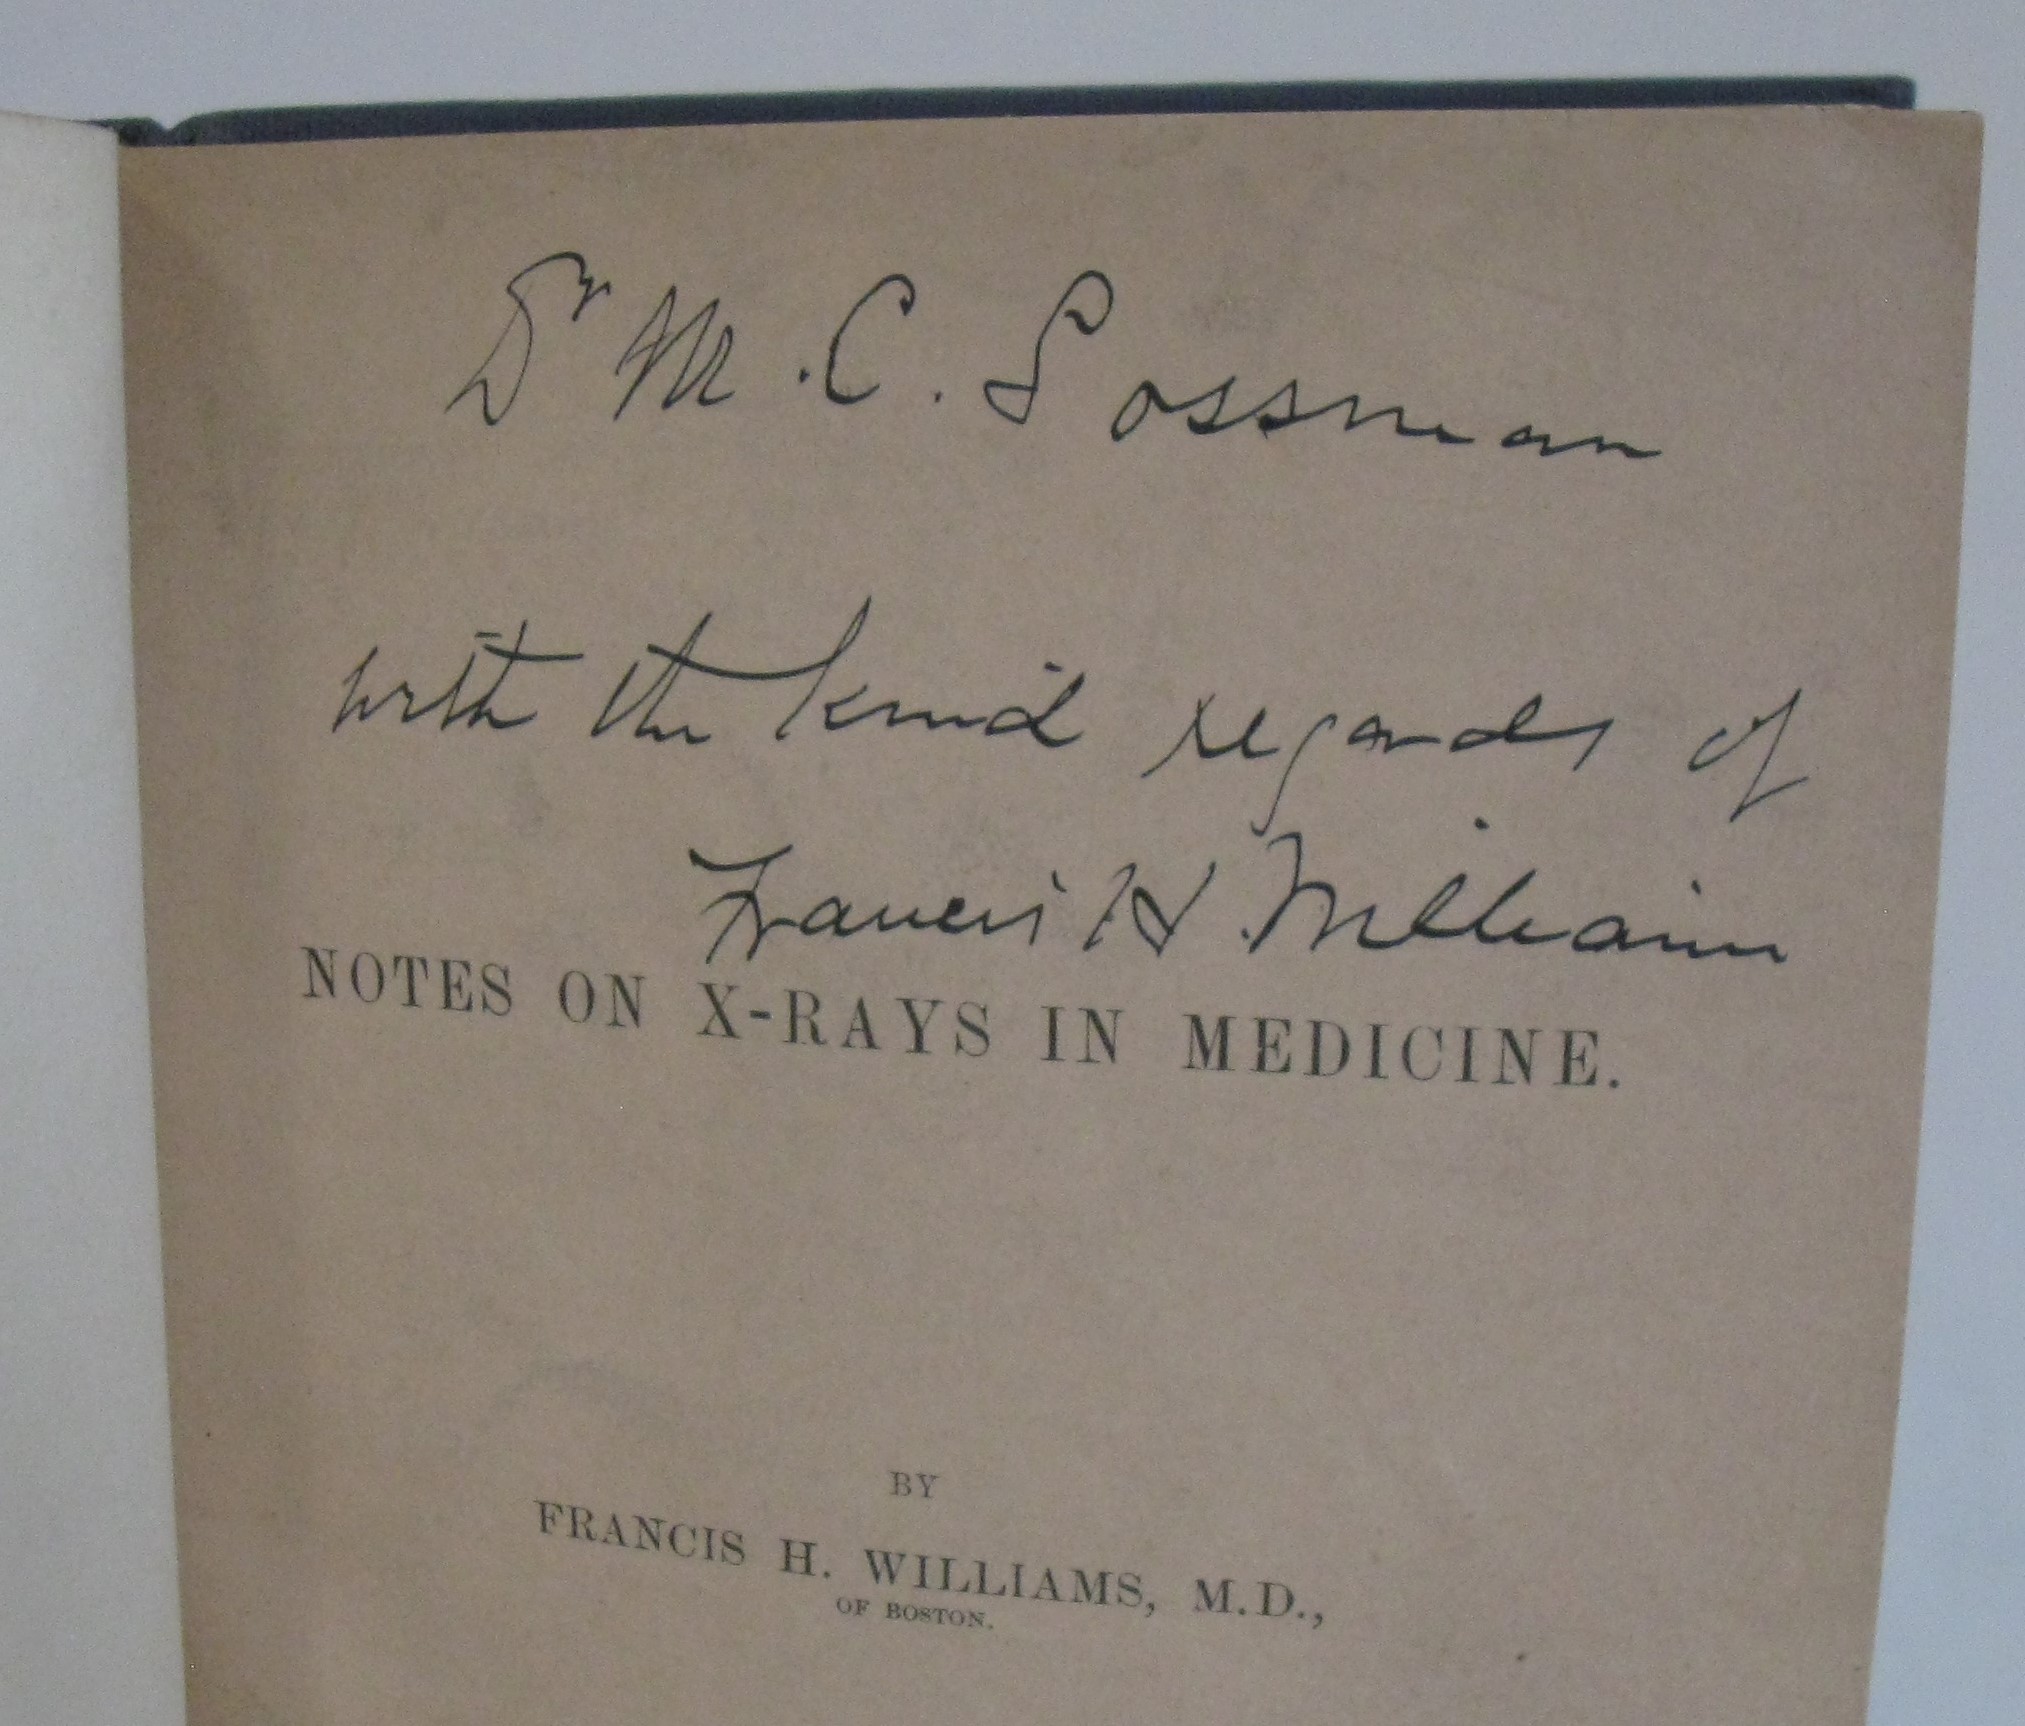 Dr M. C. Sossman
with the kind regards of
Francis H. Williams
NOTES ON X-RAYS IN MEDICINE.
BY
FRANCIS H. WILLIAMS, M.D.,
OF BOSTON.